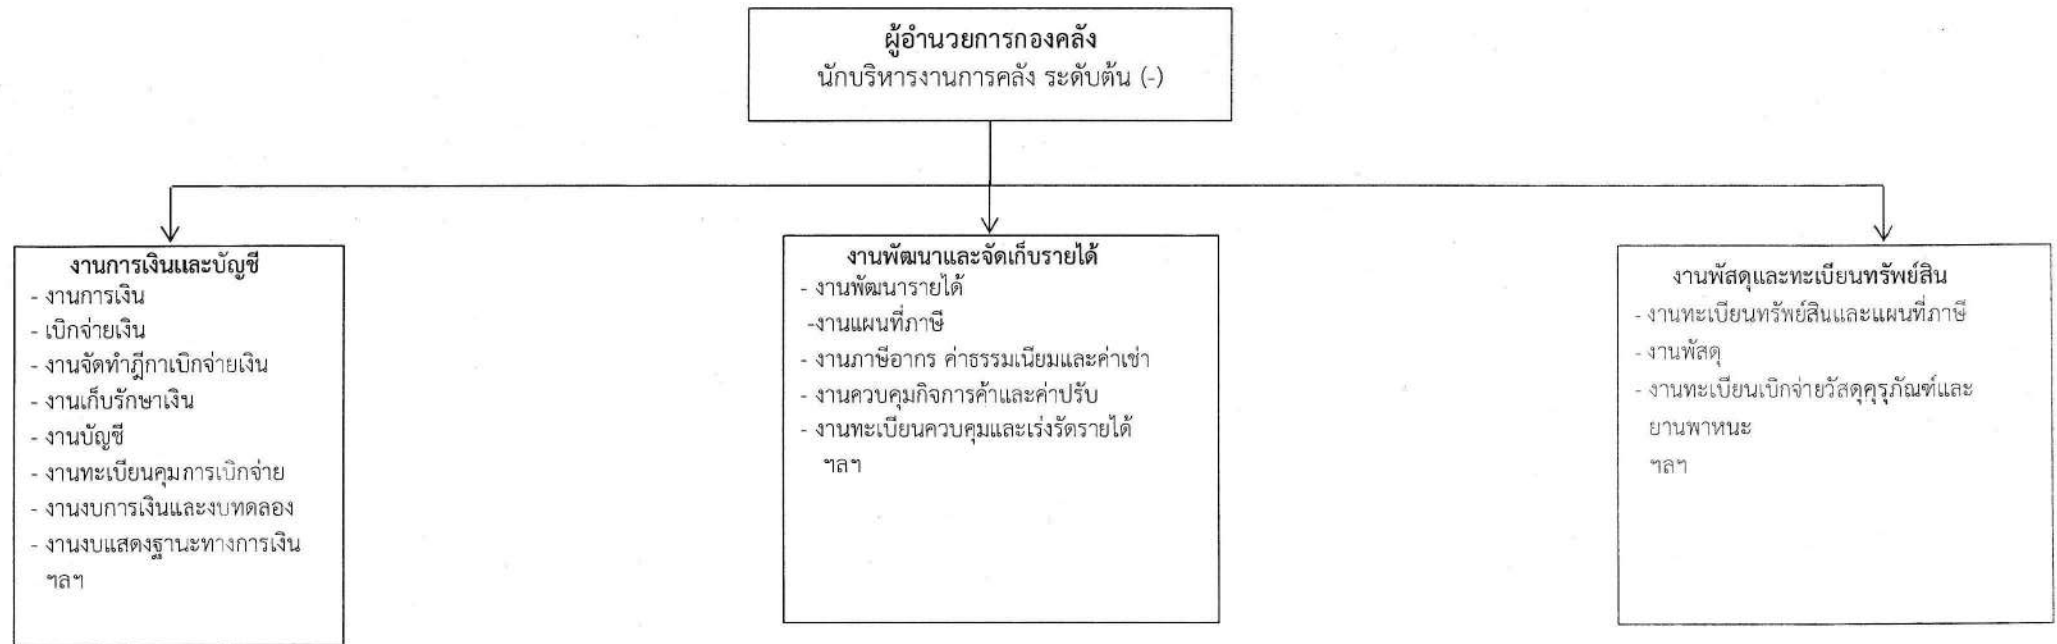 ผู้อำนวยการกองคลัง
นักบริหารงานการคลัง ระดับต้น (-)
งานการเงินและบัญชี
- งานการเงิน
- เบิกจ่ายเงิน
- งานจัดทำฎีกาเบิกจ่ายเงิน
- งานเก็บรักษาเงิน
- งานบัญชี
- งานทะเบียนคุมการเบิกจ่าย
- งานงบการเงินและงบทดลอง
- งานงบแสดงฐานะทางการเงิน
ฯลฯ
งานพัฒนาและจัดเก็บรายได้
- งานพัฒนารายได้
-งานแผนที่ภาษี
- งานภาษีอากร ค่าธรรมเนียมและค่าเช่า
- งานควบคุมกิจการค้าและค่าปรับ
- งานทะเบียนควบคุมและเร่งรัดรายได้
ฯลฯ
งานพัสดุและทะเบียนทรัพย์สิน
- งานทะเบียนทรัพย์สินและแผนที่ภาษี
- งานพัสดุ
- งานทะเบียนเบิกจ่ายวัสดุครุภัณฑ์และ
ยานพาหนะ
ฯลฯ